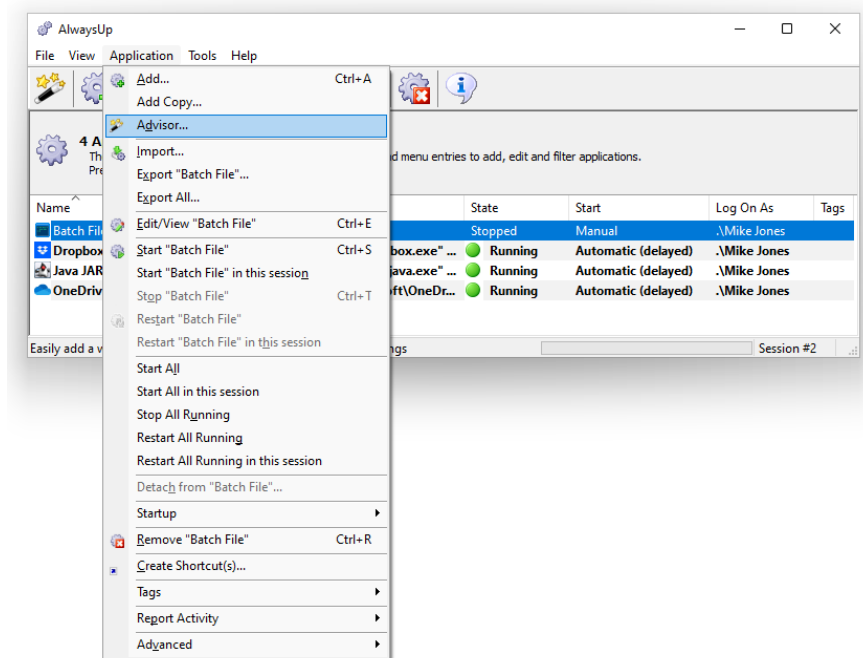 AlwaysUp
File View Application Tools Help
Add... Ctrl+A
Add Copy...
Advisor...
Import...
Export "Batch File"...
Export All...
Edit/View "Batch File" Ctrl+E
Start "Batch File" Ctrl+S
Start "Batch File" in this session
Stop "Batch File" Ctrl+T
Restart "Batch File"
Restart "Batch File" in this session
Start All
Start All in this session
Stop All Running
Restart All Running
Restart All Running in this session
Detach from "Batch File"...
Startup
Remove "Batch File" Ctrl+R
Create Shortcut(s)...
Tags
Report Activity
Advanced
4 A
Th
Pre
d menu entries to add, edit and filter applications.
Name State Start Log On As Tags
Batch File Stopped Manual .\Mike Jones
Dropbox box.exe" ... Running Automatic (delayed) .\Mike Jones
Java JAR java.exe" ... Running Automatic (delayed) .\Mike Jones
OneDriv ft\OneDr... Running Automatic (delayed) .\Mike Jones
Easily add a w ngs Session #2